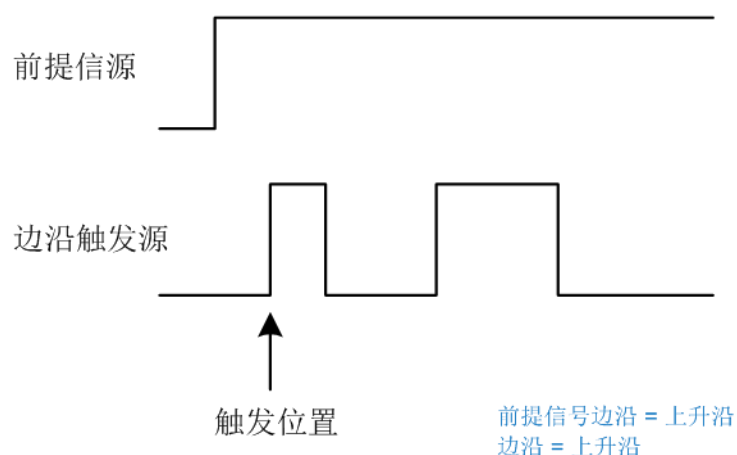 前提信源
边沿触发源
触发位置
前提信号边沿 = 上升沿
边沿 = 上升沿